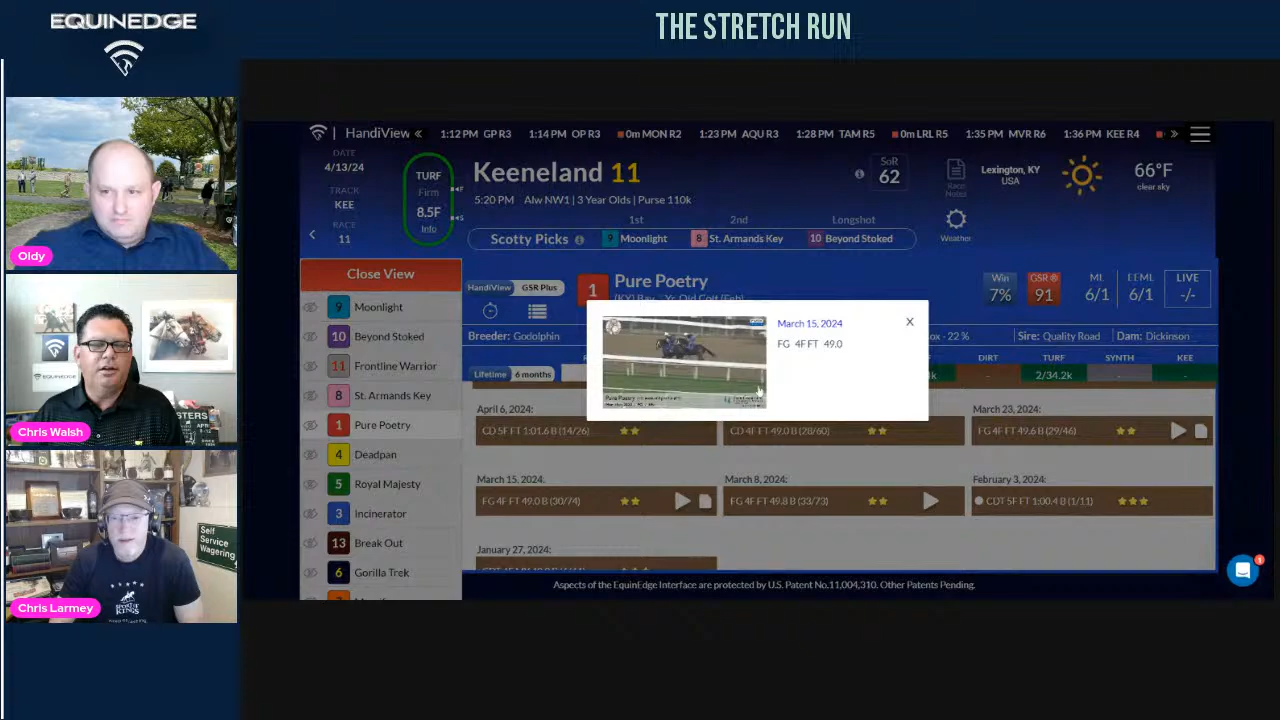 EQUINEDGE
THE STRETCH RUN
Oldy
Chris Walsh
MASTERS
Chris Larmey
Self
Service
Wagering
SPORT OF
KINGS
HandiView
1:12 PM GP R3
1:14 PM OP R3
0m MON R2
1:23 PM AQU R3
1:28 PM TAM R5
0m LRL R5
1:35 PM MVR R6
1:36 PM KEE R4
DATE
4/13/24
TRACK
KEE
RACE
11
TURF
Firm
8.5F
Info
F
S
Keeneland 11
5:20 PM | Alw NW1 | 3 Year Olds | Purse 110k
SoR
62
Race
Notes
Lexington, KY
USA
66°F
clear sky
Weather
1st
2nd
Longshot
Scotty Picks
9 Moonlight
8 St. Armands Key
10 Beyond Stoked
Close View
9 Moonlight
10 Beyond Stoked
11 Frontline Warrior
8 St. Armands Key
1 Pure Poetry
4 Deadpan
5 Royal Majesty
3 Incinerator
13 Break Out
6 Gorilla Trek
HandiView GSR Plus
1
Pure Poetry
Win
7%
GSR
91
ML
6/1
EEML
6/1
LIVE
-/-
Breeder: Godolphin
ox - 22 %
Sire: Quality Road
Dam: Dickinson
DIRT
TURF
SYNTH
KEE
Lifetime 6 months
-
2/34.2k
-
-
March 15, 2024
FG 4F FT 49.0
X
April 6, 2024:
CD 5F FT 1:01.6 B (14/26)
CD 4F FT 49.0 B (28/60)
March 23, 2024:
FG 4F FT 49.6 B (29/46)
March 15, 2024:
FG 4F FT 49.0 B (30/74)
March 8, 2024:
FG 4F FT 49.8 B (33/73)
February 3, 2024:
CDT 5F FT 1:00.4 B (1/11)
January 27, 2024:
Aspects of the EquinEdge Interface are protected by U.S. Patent No.11,004,310. Other Patents Pending.
1